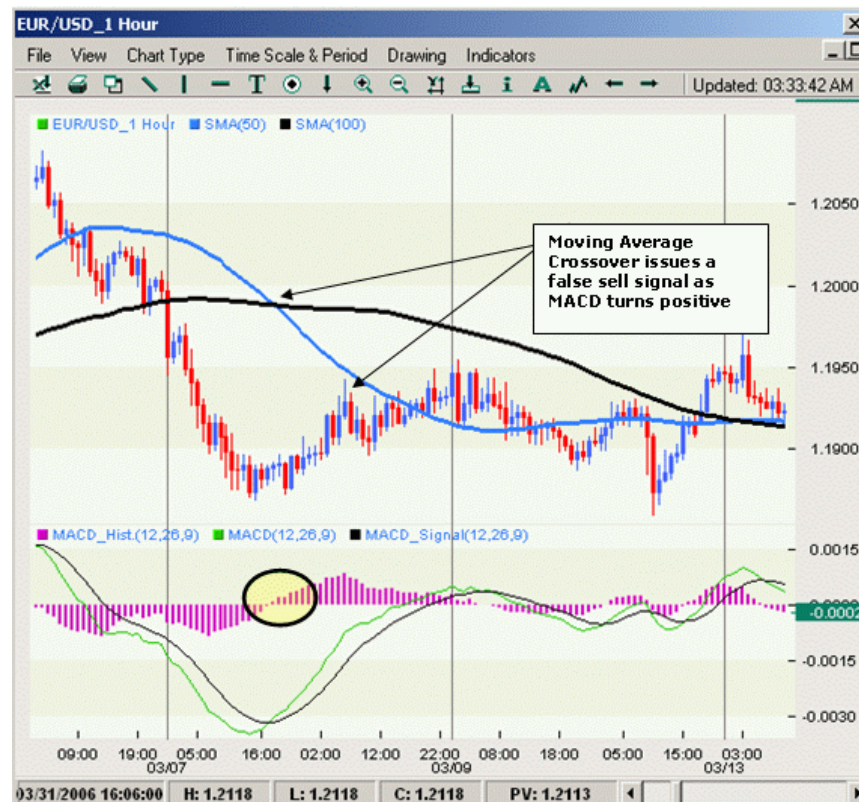 EUR/USD_1 Hour
File View Chart Type Time Scale & Period Drawing Indicators
T i A Updated: 03:33:42 AM
EUR/USD_1 Hour SMA(50) SMA(100)
1.2050
Moving Average
Crossover issues a
false sell signal as
MACD turns positive
1.2000
1.1950
1.1900
MACD_Hist.(12,26,9) MACD(12,26,9) MACD_Signal(12,26,9)
0.0015
-0.0002
-0.0015
-0.0030
09:00 19:00 05:00 16:00 02:00 12:00 22:00 08:00 18:00 05:00 15:00 03:00
03/07 03/09 03/13
03/31/2006 16:06:00 H: 1.2118 L: 1.2118 C: 1.2118 PV: 1.2113